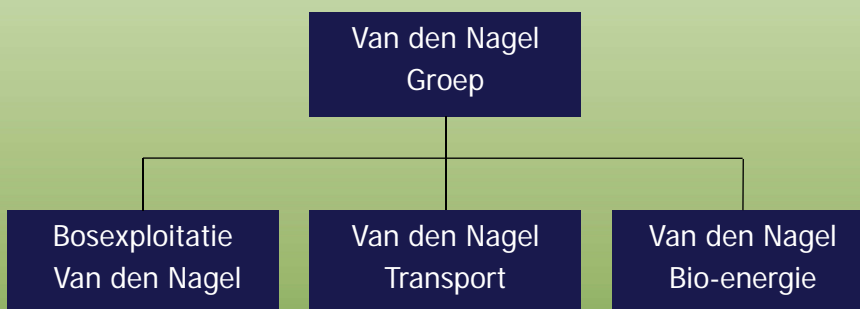 Van den Nagel
Groep
Bosexploitatie
Van den Nagel
Van den Nagel
Transport
Van den Nagel
Bio-energie